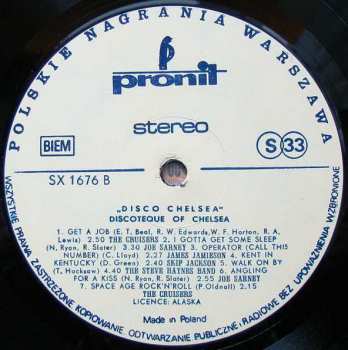 POLSKIE NAGRANIA WARSZAWA
pronit
stereo
BIEM
S 33
SX 1676 B
„DISCO CHELSEA"
DISCOTEQUE OF CHELSEA
1. GET A JOB (E. T. Beal, R. W. Edwards, W. F. Horton, R. A.
Lewis) 2.50 THE CRUISERS 2. I GOTTA GET SOME SLEEP
(N. Ryan, R. Slater) 3.30 JOE SARNEY 3. OPERATOR (CALL THIS
NUMBER) (C. Lloyd) 2.27 JAMES JAMIESON 4. KENT IN
KENTUCKY (D. Green) 2.40 SKIP JACKSON 5. WALK ON BY
(T. Hucksaw) 4.40 THE STEVE HAYNES BAND 6. ANGLING
FOR A KISS (N. Ryan, R. Slater) 2.55 JOE SARNEY
7. SPACE AGE ROCK'N'ROLL (P. Oldnall) 2.15
THE CRUISERS
LICENCE: ALASKA
Made in Poland
WSZYSTKIE PRAWA ZASTRZEŻONE KOPIOWANIE ODTWARZANIE PUBLICZNE I RADIOWE BEZ UPOWAŻNIENIA WZBRONIONE